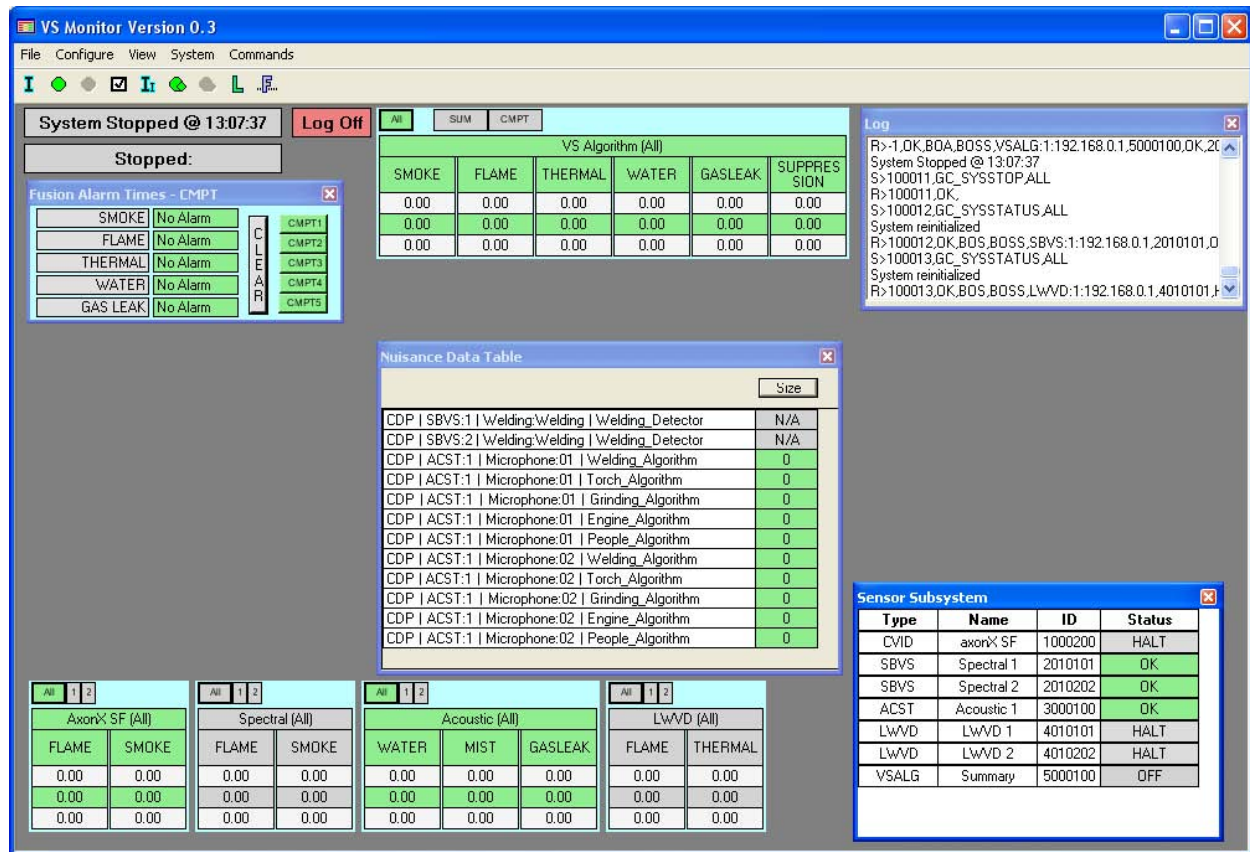 VS Monitor Version 0.3
File Configure View System Commands
I I I L ..F..
System Stopped @ 13:07:37 Log Off
Stopped:
Fusion Alarm Times - CMPT
SMOKE No Alarm
FLAME No Alarm
THERMAL No Alarm
WATER No Alarm
GAS LEAK No Alarm
CLEAR
CMPT1
CMPT2
CMPT3
CMPT4
CMPT5
All SUM CMPT
VS Algorithm (All)
SMOKE FLAME THERMAL WATER GASLEAK SUPPRES
SION
0.00 0.00 0.00 0.00 0.00 0.00
0.00 0.00 0.00 0.00 0.00 0.00
0.00 0.00 0.00 0.00 0.00 0.00
Log
R>-1,OK,BOA,BOSS,VSALG:1:192.168.0.1,5000100,OK,20
System Stopped @ 13:07:37
S>100011,GC_SYSSTOP,ALL
R>100011,OK,
S>100012,GC_SYSSTATUS,ALL
System reinitialized
R>100012,OK,BOS,BOSS,SBVS:1:192.168.0.1,2010101,O
S>100013,GC_SYSSTATUS,ALL
System reinitialized
R>100013,OK,BOS,BOSS,LWVD:1:192.168.0.1,4010101,H
Nuisance Data Table
Size
CDP | SBVS:1 | Welding:Welding | Welding_Detector N/A
CDP | SBVS:2 | Welding:Welding | Welding_Detector N/A
CDP | ACST:1 | Microphone:01 | Welding_Algorithm 0
CDP | ACST:1 | Microphone:01 | Torch_Algorithm 0
CDP | ACST:1 | Microphone:01 | Grinding_Algorithm 0
CDP | ACST:1 | Microphone:01 | Engine_Algorithm 0
CDP | ACST:1 | Microphone:01 | People_Algorithm 0
CDP | ACST:1 | Microphone:02 | Welding_Algorithm 0
CDP | ACST:1 | Microphone:02 | Torch_Algorithm 0
CDP | ACST:1 | Microphone:02 | Grinding_Algorithm 0
CDP | ACST:1 | Microphone:02 | Engine_Algorithm 0
CDP | ACST:1 | Microphone:02 | People_Algorithm 0
Sensor Subsystem
Type Name ID Status
CVID axonX SF 1000200 HALT
SBVS Spectral 1 2010101 OK
SBVS Spectral 2 2010202 OK
ACST Acoustic 1 3000100 OK
LWVD LWVD 1 4010101 HALT
LWVD LWVD 2 4010202 HALT
VSALG Summary 5000100 OFF
All 1 2
AxonX SF (All)
FLAME SMOKE
0.00 0.00
0.00 0.00
0.00 0.00
All 1 2
Spectral (All)
FLAME SMOKE
0.00 0.00
0.00 0.00
0.00 0.00
All 1 2
Acoustic (All)
WATER MIST GASLEAK
0.00 0.00 0.00
0.00 0.00 0.00
0.00 0.00 0.00
All 1 2
LWVD (All)
FLAME THERMAL
0.00 0.00
0.00 0.00
0.00 0.00